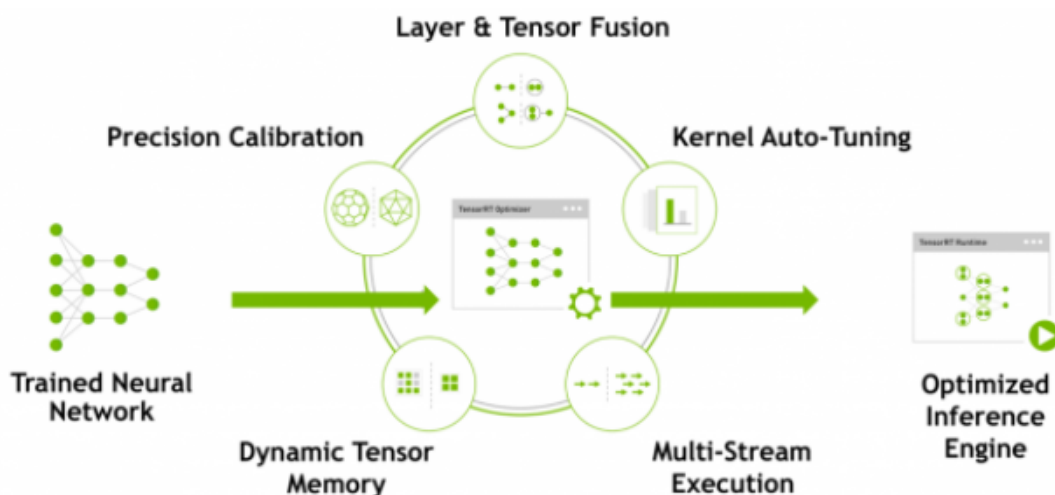 Layer & Tensor Fusion
Precision Calibration
Kernel Auto-Tuning
TensorRT Optimizer
TensorRT Runtime
Trained Neural
Network
Dynamic Tensor
Memory
Multi-Stream
Execution
Optimized
Inference
Engine